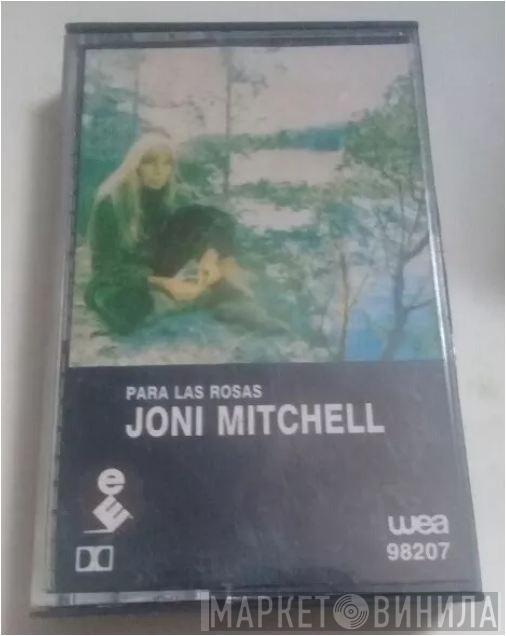 PARA LAS ROSAS
JONI MITCHELL
e
wea
98207
МАРКЕТ ВИНИЛА